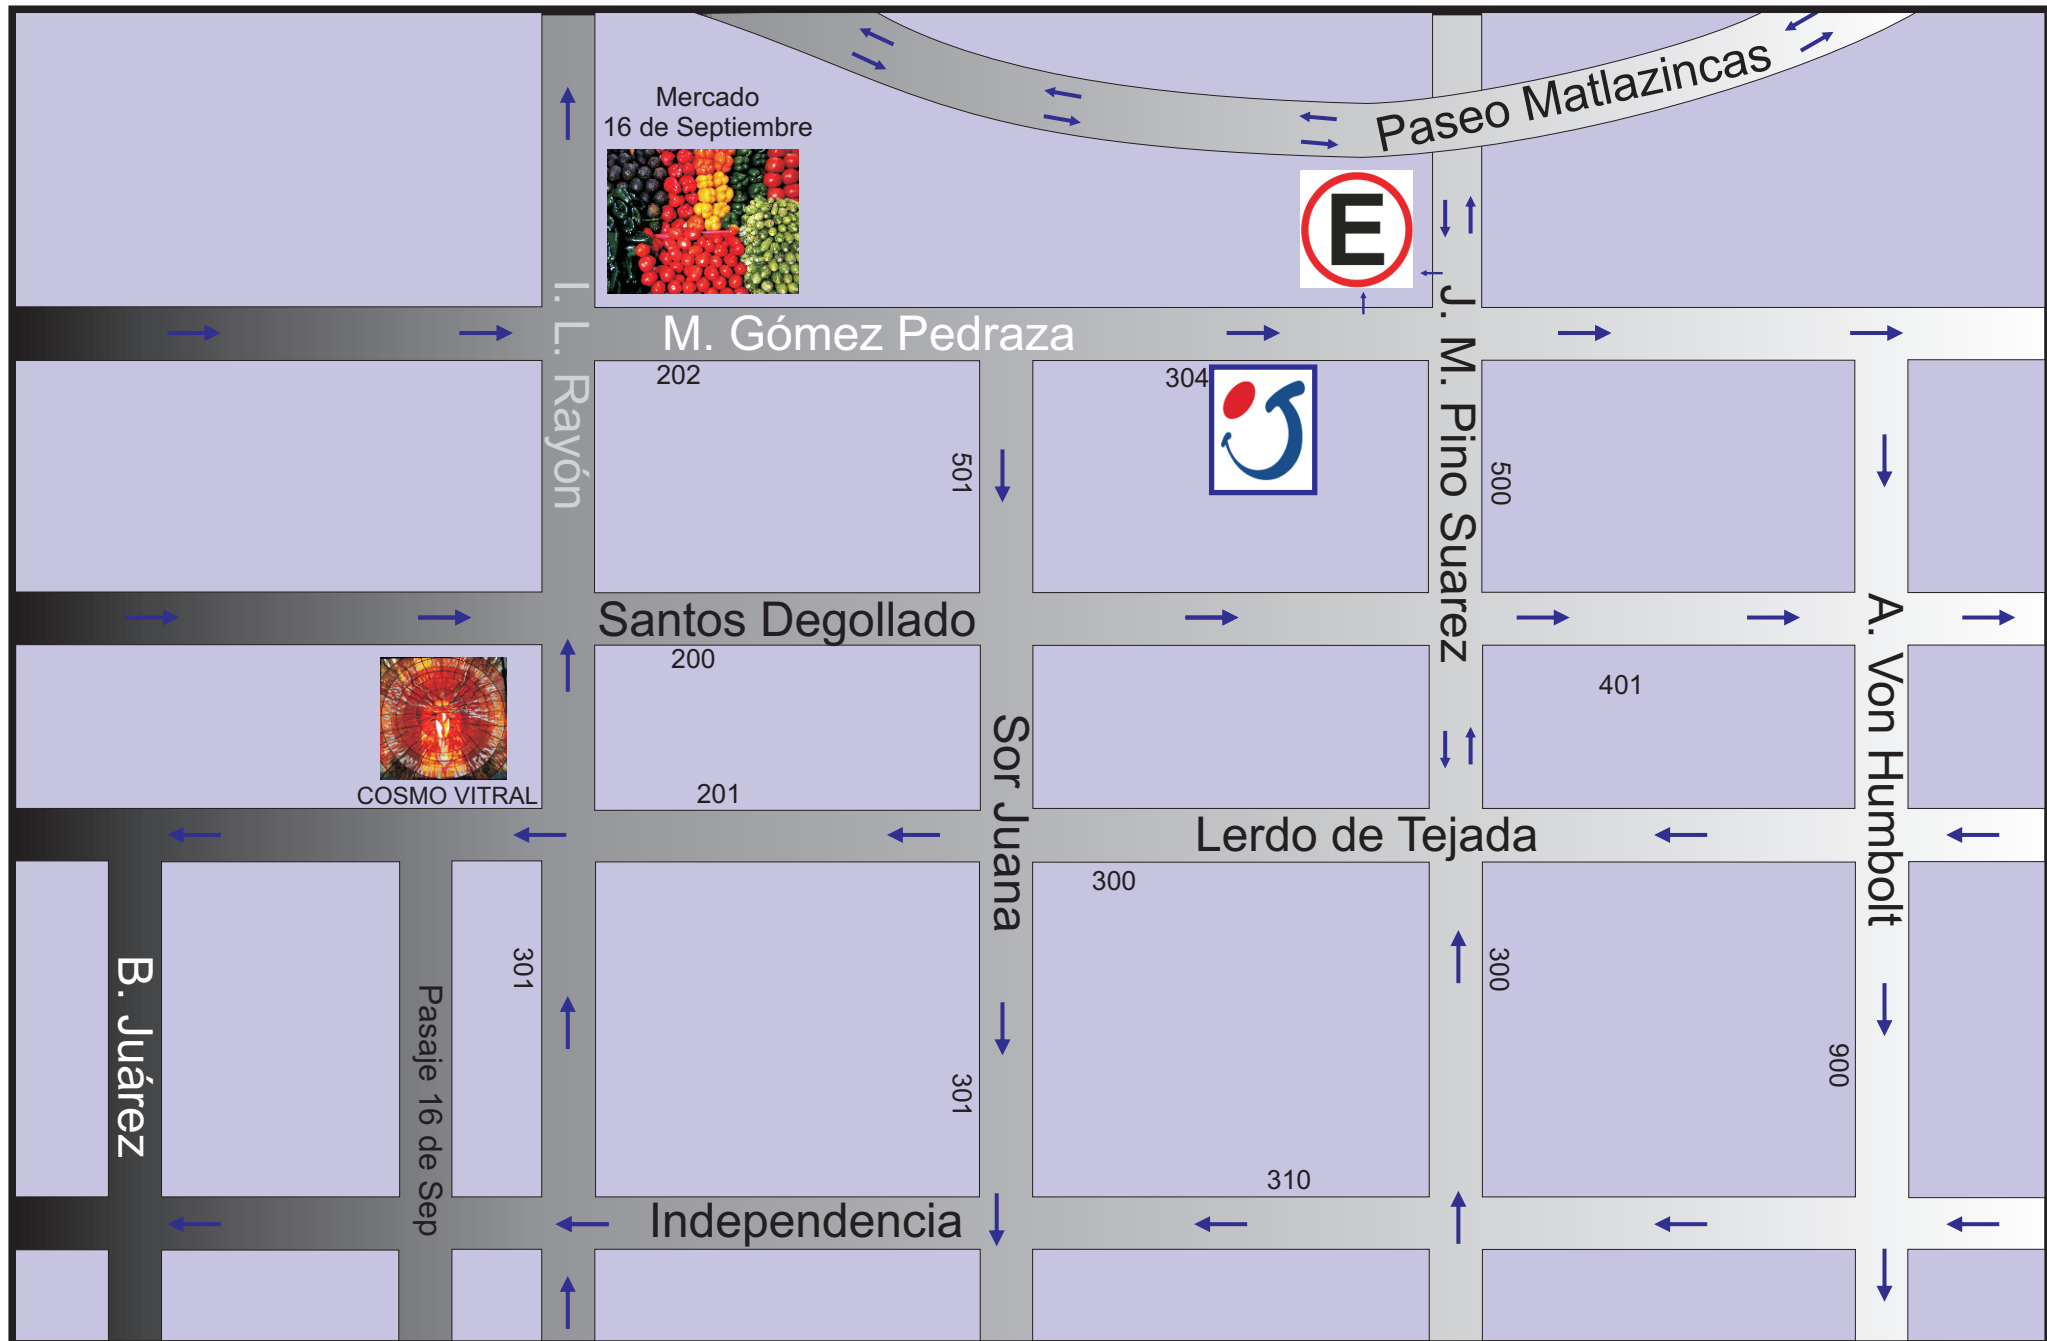 Paseo Matlazincas
Mercado
16 de Septiembre
E
I. L. Rayón
M. Gómez Pedraza
J. M. Pino Suarez
202
304
501
500
Santos Degollado
A. Von Humbolt
200
401
Sor Juana
COSMO VITRAL
201
Lerdo de Tejada
300
B. Juárez
Pasaje 16 de Sep
301
300
301
900
310
Independencia